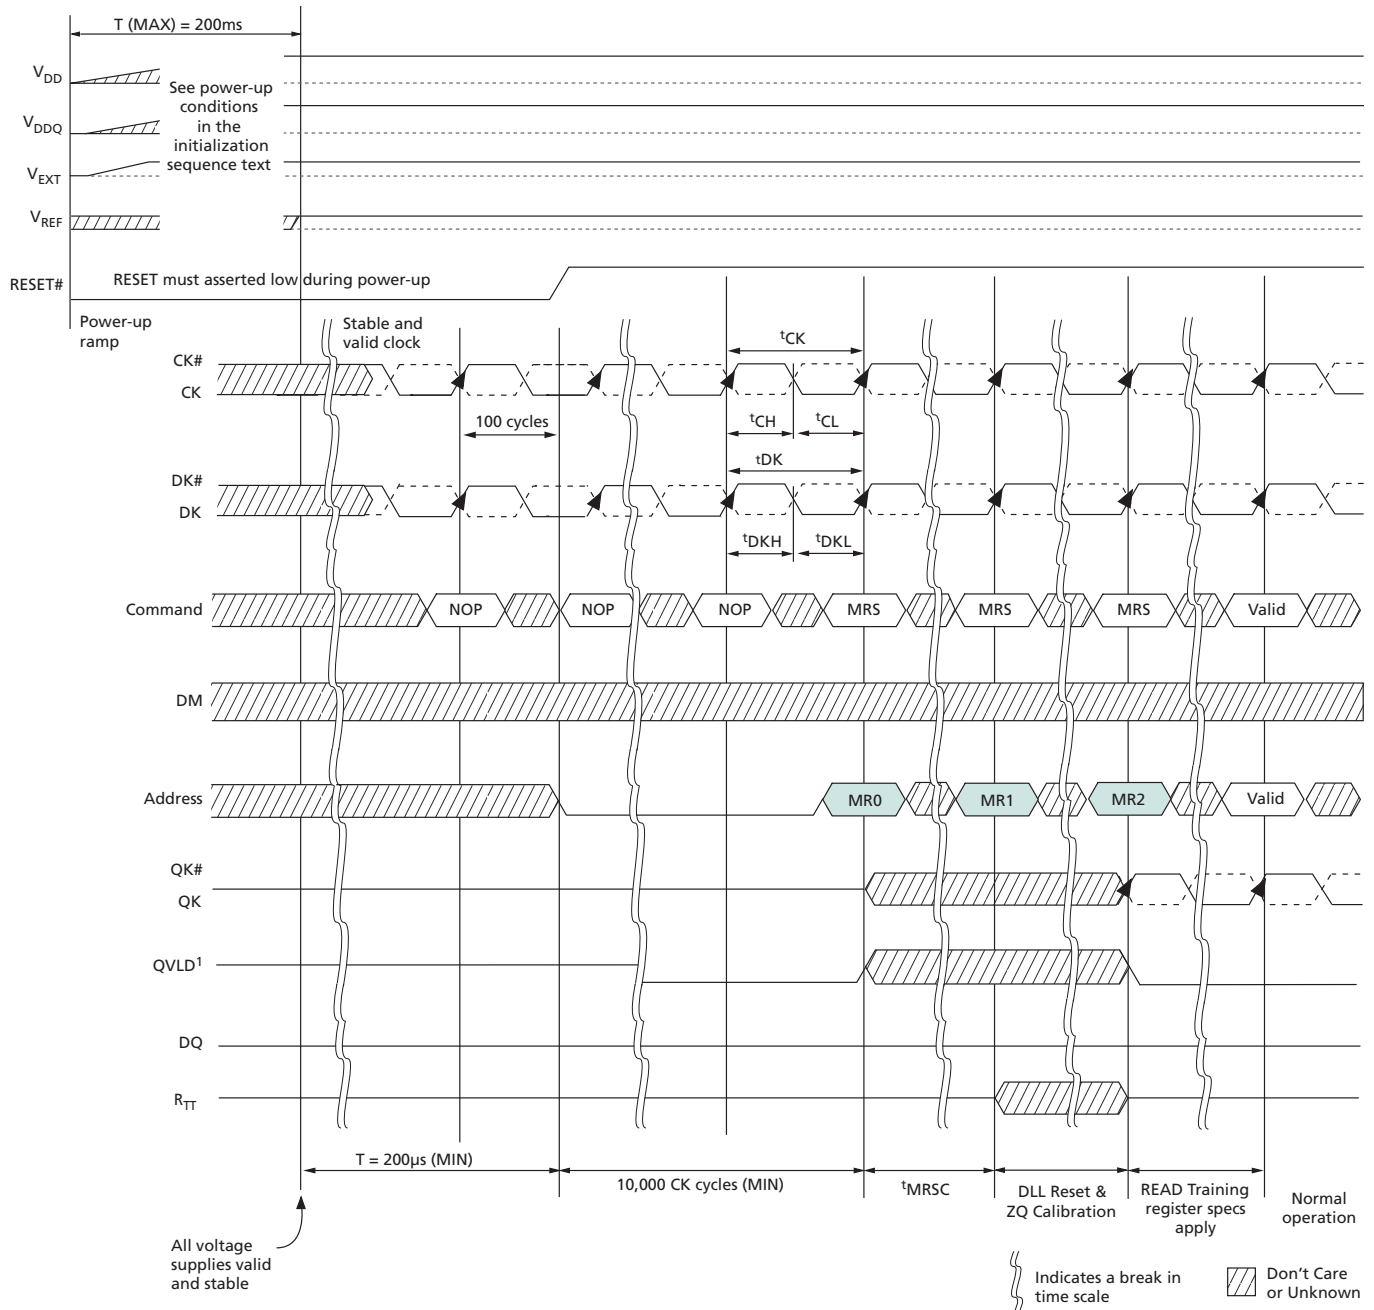 T (MAX) = 200ms
VDD
See power-up
conditions
in the
initialization
sequence text
VDDQ
VEXT
VREF
RESET#
RESET must asserted low during power-up
Power-up
ramp
Stable and
valid clock
CK#
CK
tCK
100 cycles
tCH
tCL
DK#
DK
tDK
tDKH
tDKL
Command
NOP
NOP
NOP
MRS
MRS
MRS
Valid
DM
Address
MR0
MR1
MR2
Valid
QK#
QK
QVLD1
DQ
RTT
T = 200µs (MIN)
10,000 CK cycles (MIN)
tMRSC
DLL Reset &
ZQ Calibration
READ Training
register specs
apply
Normal
operation
All voltage
supplies valid
and stable
Indicates a break in
time scale
Don't Care
or Unknown